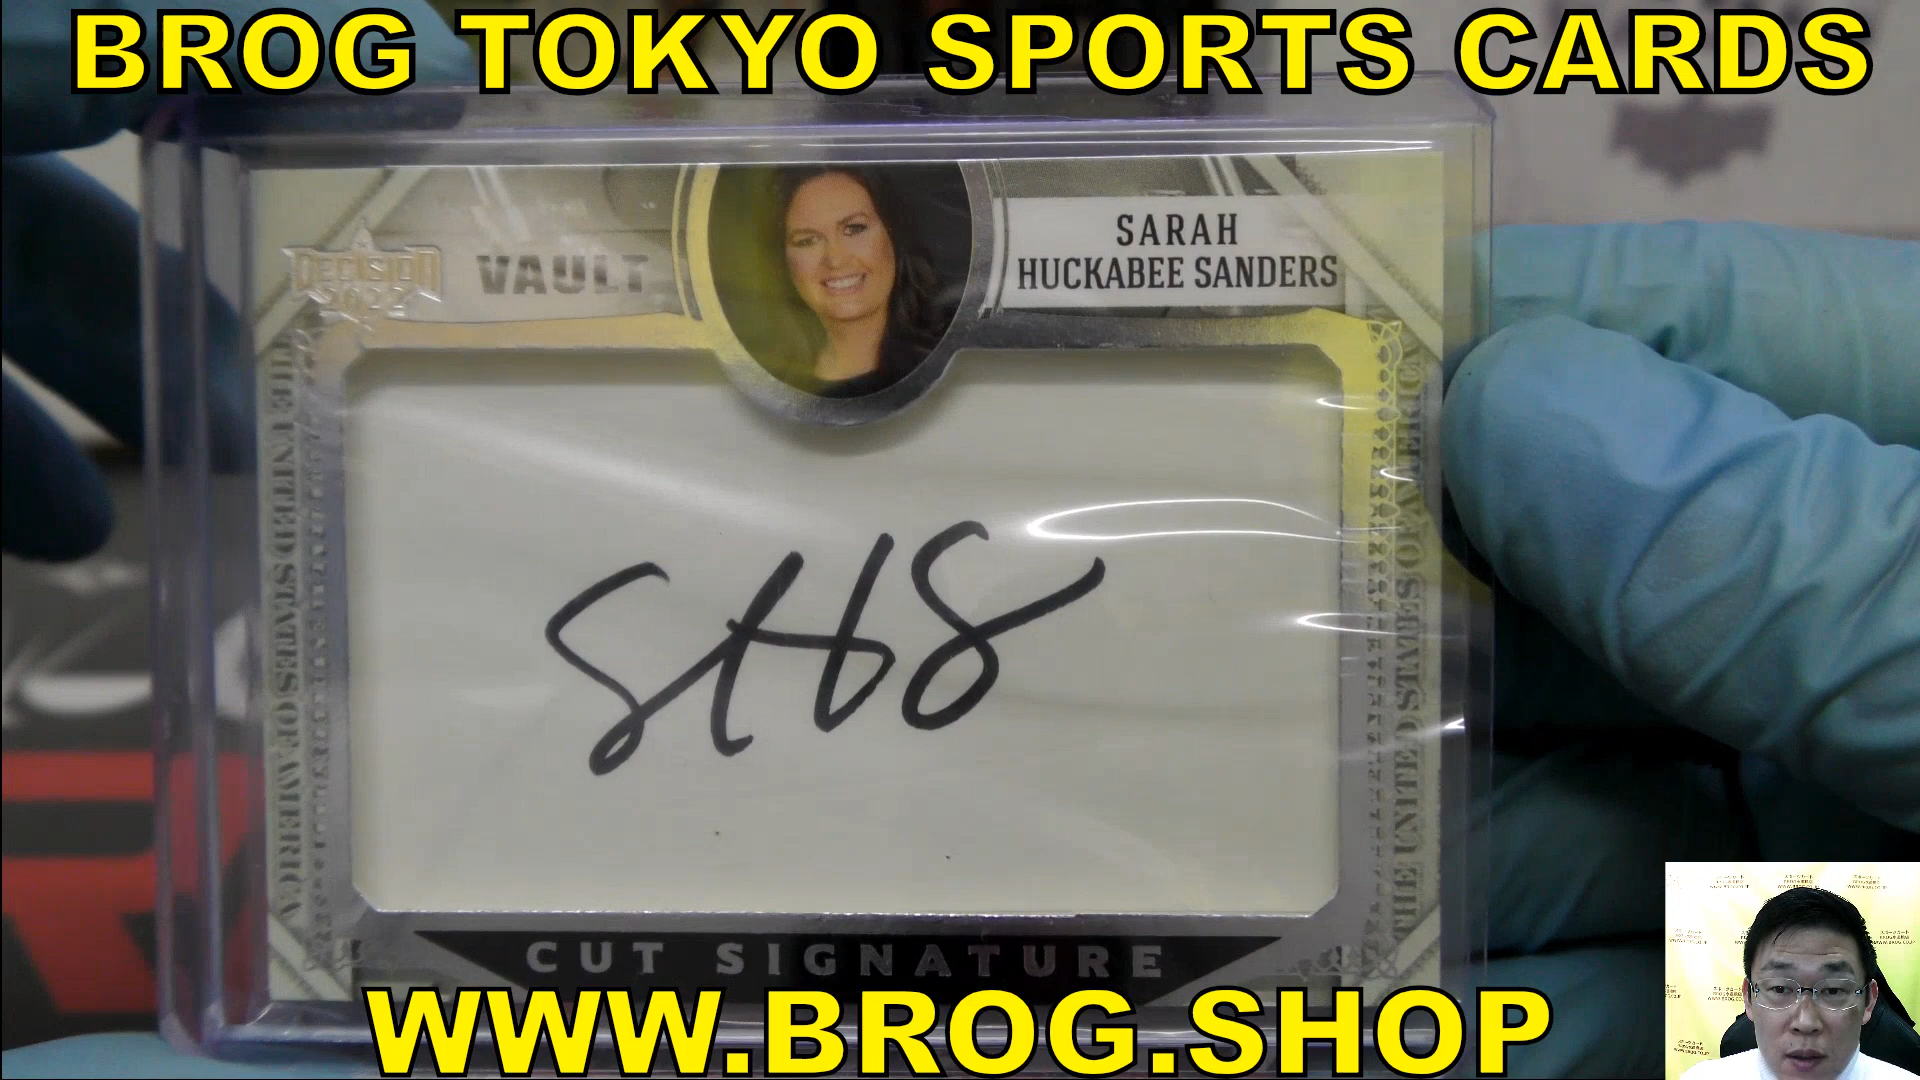 BROG TOKYO SPORTS CARDS
DECISION
2022
VAULT
SARAH
HUCKABEE SANDERS
THE UNITED STATES OF AMERICA
THE UNITED STATES OF AMERICA
SHS
CUT SIGNATURE
WWW.BROG.SHOP